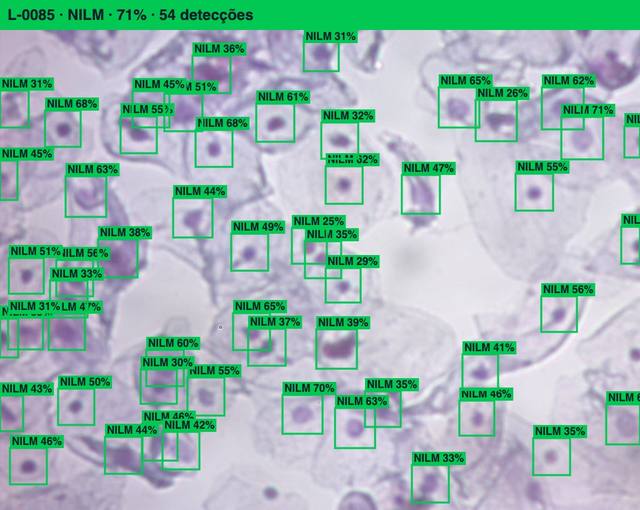 L-0085 · NILM · 71% · 54 detecções
NILM 31%
NILM 36%
NILM 31%
NILM 45%
51%
NILM 65%
NILM 62%
NILM 26%
NILM 68%
NILM 55%
NILM 61%
NILM 68%
NILM 32%
NILM 71%
NILM 45%
NILM 62%
NILM 63%
NILM 47%
NILM 55%
NILM 44%
NILM 49%
NILM 25%
NILM 35%
NILM 38%
NILM 51%
NILM 56%
NILM 33%
NILM 29%
NILM 56%
NILM 31%
47%
NILM 65%
NILM 37%
NILM 39%
NILM 60%
NILM 41%
NILM 30%
NILM 55%
NILM 43%
NILM 50%
NILM 70%
NILM 35%
NILM 63%
NILM 46%
NILM 46%
NILM 42%
NILM 44%
NILM 46%
NILM 35%
NILM 33%